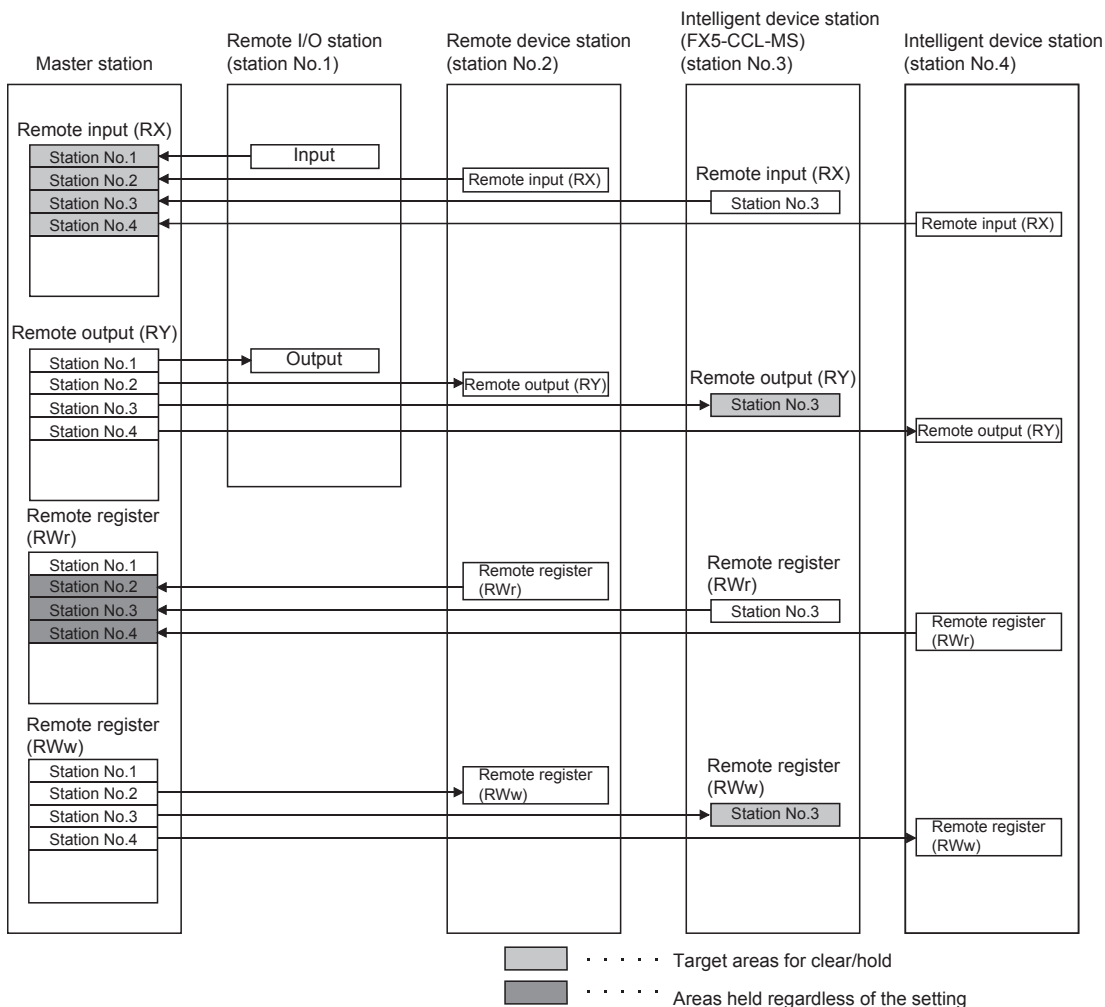 Master station
Remote I/O station
(station No.1)
Remote device station
(station No.2)
Intelligent device station
(FX5-CCL-MS)
(station No.3)
Intelligent device station
(station No.4)
Remote input (RX)
Station No.1
Station No.2
Station No.3
Station No.4
Input
Remote input (RX)
Remote input (RX)
Station No.3
Remote input (RX)
Remote output (RY)
Station No.1
Station No.2
Station No.3
Station No.4
Output
Remote output (RY)
Remote output (RY)
Station No.3
Remote output (RY)
Remote register
(RWr)
Station No.1
Station No.2
Station No.3
Station No.4
Remote register
(RWr)
Remote register
(RWr)
Station No.3
Remote register
(RWr)
Remote register
(RWw)
Station No.1
Station No.2
Station No.3
Station No.4
Remote register
(RWw)
Remote register
(RWw)
Station No.3
Remote register
(RWw)
· · · · · Target areas for clear/hold
· · · · · Areas held regardless of the setting